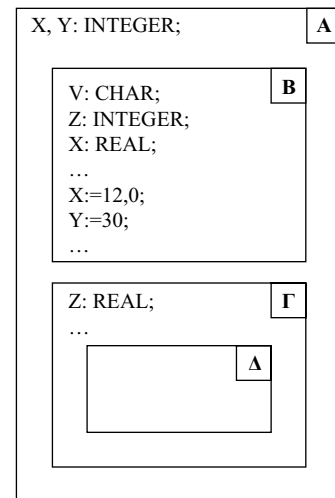 X, Y: INTEGER; Α
Β
V: CHAR;
Z: INTEGER;
X: REAL;
…
X:=12,0;
Y:=30;
…
Z: REAL; Γ
…
Δ